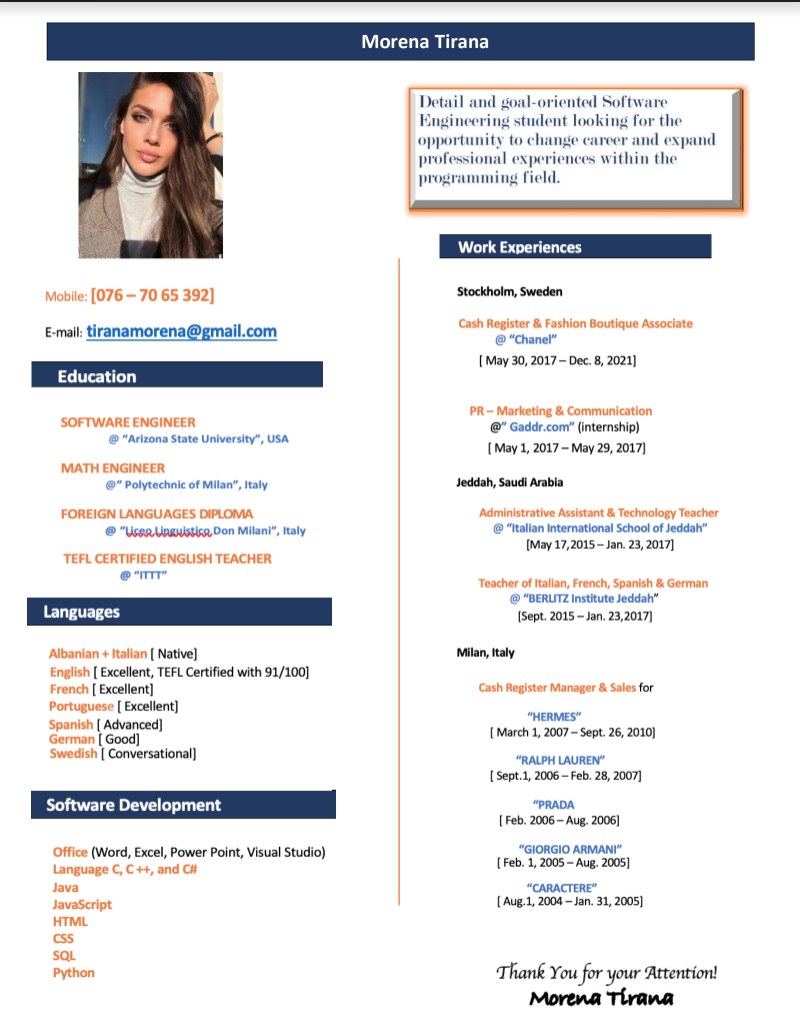 Morena Tirana
Detail and goal-oriented Software
Engineering student looking for the
opportunity to change career and expand
professional experiences within the
programming field.
Mobile: [076 – 70 65 392]
E-mail: tiranamorena@gmail.com
Education
SOFTWARE ENGINEER
@ “Arizona State University”, USA
MATH ENGINEER
@” Polytechnic of Milan”, Italy
FOREIGN LANGUAGES DIPLOMA
@ “Liceo Linguistico Don Milani”, Italy
TEFL CERTIFIED ENGLISH TEACHER
@ “ITTT”
Languages
Albanian + Italian [ Native]
English [ Excellent, TEFL Certified with 91/100]
French [ Excellent]
Portuguese [ Excellent]
Spanish [ Advanced]
German [ Good]
Swedish [ Conversational]
Software Development
Office (Word, Excel, Power Point, Visual Studio)
Language C, C ++, and C#
Java
JavaScript
HTML
CSS
SQL
Python
Work Experiences
Stockholm, Sweden
Cash Register & Fashion Boutique Associate
@ “Chanel”
[ May 30, 2017 – Dec. 8, 2021]
PR – Marketing & Communication
@” Gaddr.com” (internship)
[ May 1, 2017 – May 29, 2017]
Jeddah, Saudi Arabia
Administrative Assistant & Technology Teacher
@ “Italian International School of Jeddah”
[May 17,2015 – Jan. 23, 2017]
Teacher of Italian, French, Spanish & German
@ “BERLITZ Institute Jeddah”
[Sept. 2015 – Jan. 23,2017]
Milan, Italy
Cash Register Manager & Sales for
“HERMES”
[ March 1, 2007 – Sept. 26, 2010]
“RALPH LAUREN”
[ Sept.1, 2006 – Feb. 28, 2007]
“PRADA
[ Feb. 2006 – Aug. 2006]
“GIORGIO ARMANI”
[ Feb. 1, 2005 – Aug. 2005]
“CARACTERE”
[ Aug.1, 2004 – Jan. 31, 2005]
Thank You for your Attention!
Morena Tirana